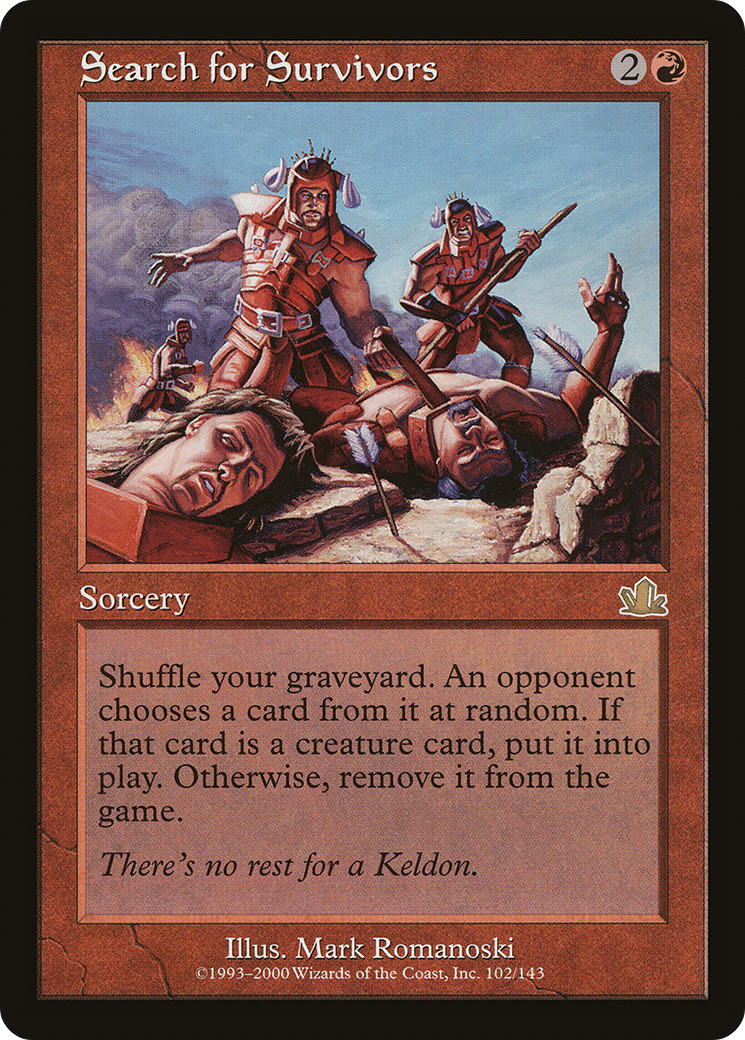 Search for Survivors 2
Sorcery
Shuffle your graveyard. An opponent
chooses a card from it at random. If
that card is a creature card, put it into
play. Otherwise, remove it from the
game.
There's no rest for a Keldon.
Illus. Mark Romanoski
©1993–2000 Wizards of the Coast, Inc. 102/143